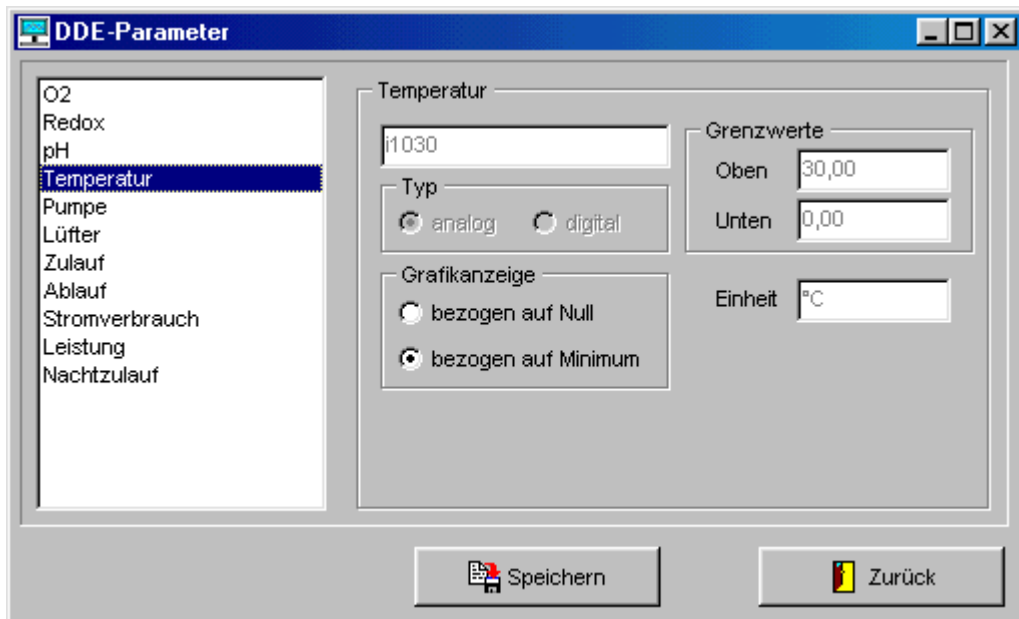 DDE-Parameter
O2
Redox
pH
Temperatur
Pumpe
Lüfter
Zulauf
Ablauf
Stromverbrauch
Leistung
Nachtzulauf
Temperatur
i1030
Typ
analog digital
Grafikanzeige
bezogen auf Null
bezogen auf Minimum
Grenzwerte
Oben 30,00
Unten 0,00
Einheit °C
Speichern
Zurück